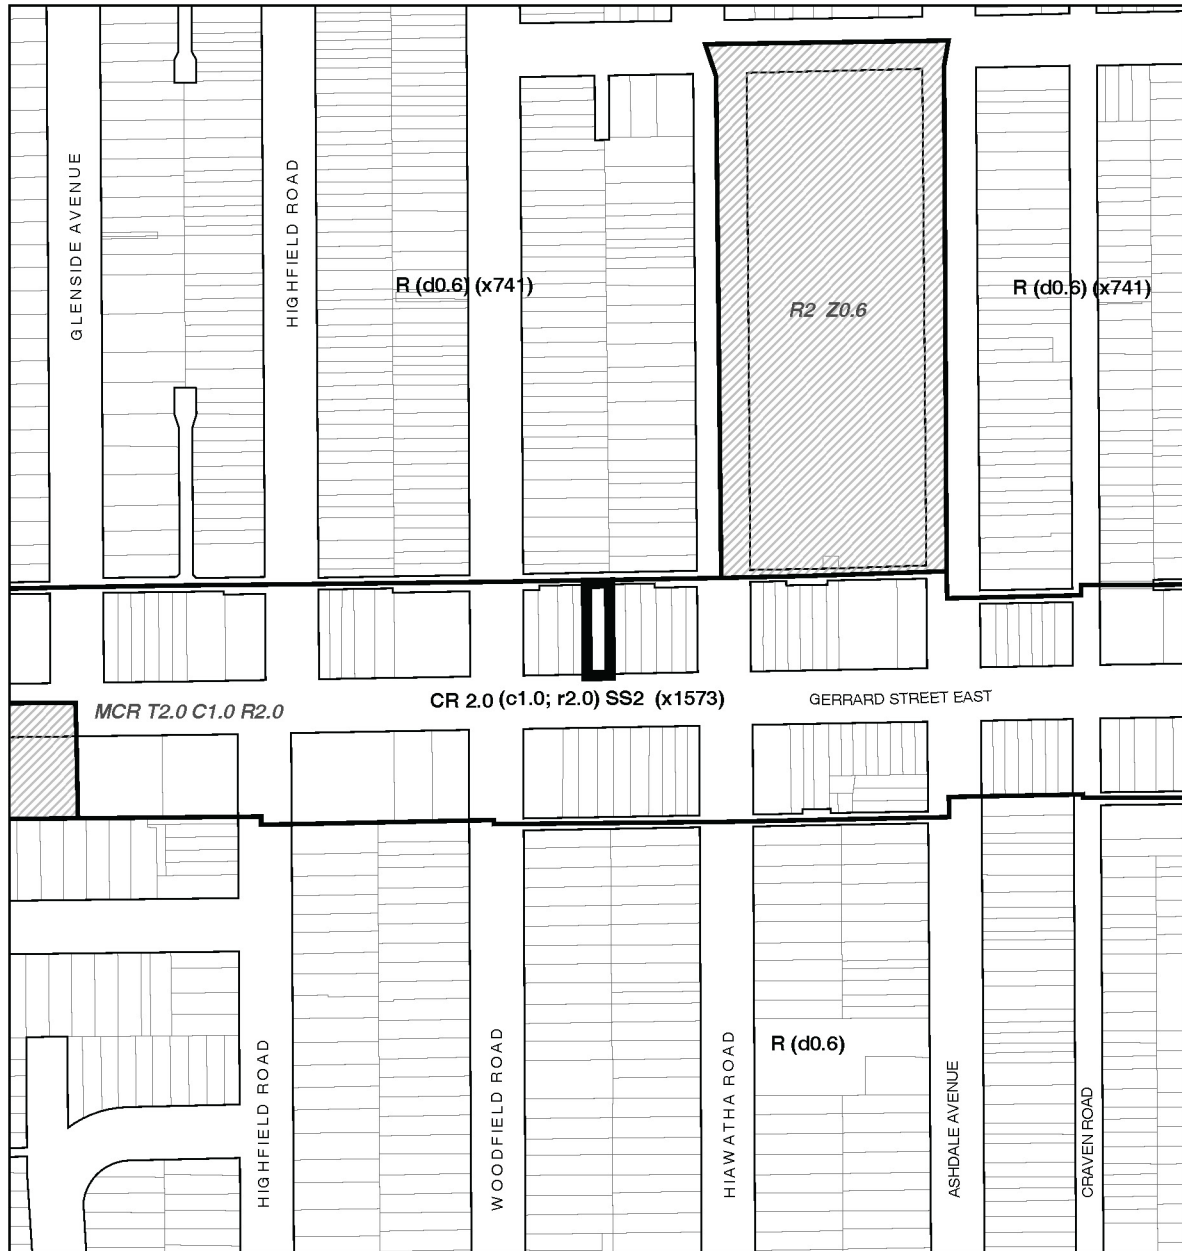 GLENSIDE AVENUE
HIGHFIELD ROAD
R (d0.6) (x741)
R2 Z0.6
R (d0.6) (x741)
CR 2.0 (c1.0; r2.0) SS2 (x1573)
GERRARD STREET EAST
MCR T2.0 C1.0 R2.0
HIGHFIELD ROAD
WOODFIELD ROAD
HIAWATHA ROAD
R (d0.6)
ASHDALE AVENUE
CRAVEN ROAD